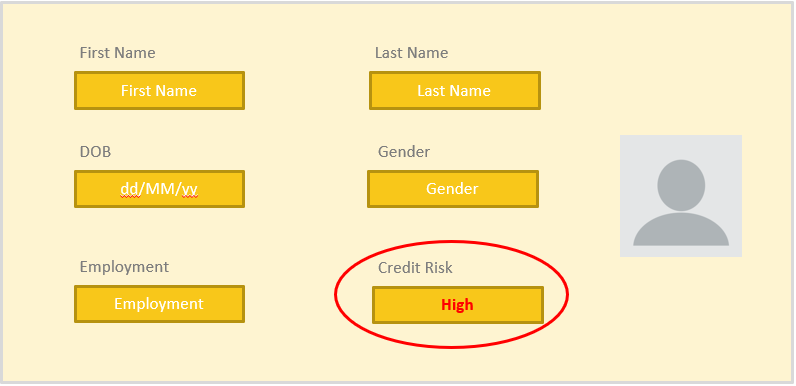 First Name
Last Name
First Name
Last Name
DOB
Gender
dd/MM/yy
Gender
Employment
Credit Risk
Employment
High